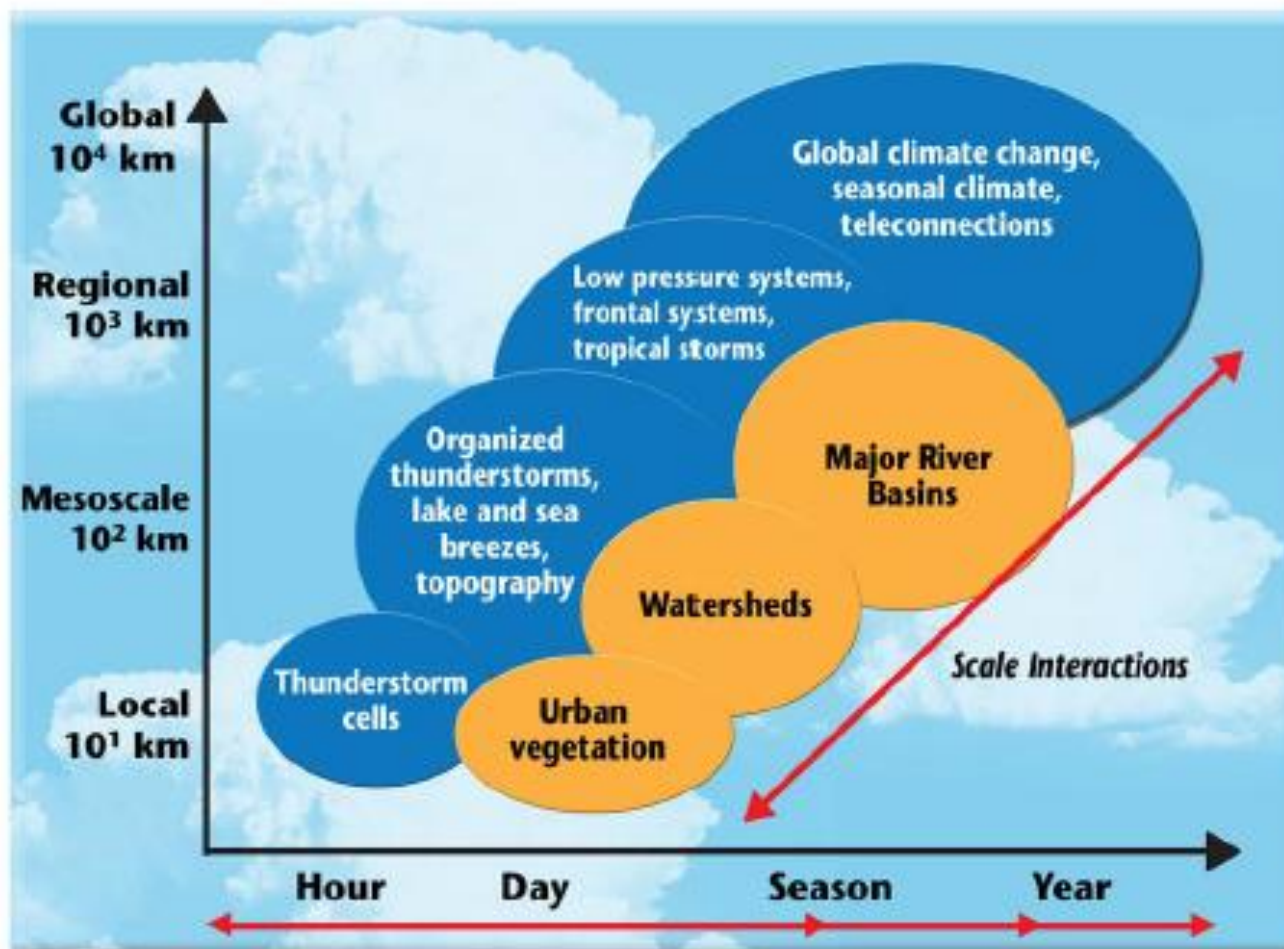 Global
10⁴ km
Global climate change,
seasonal climate,
teleconnections
Regional
10³ km
Low pressure systems,
frontal systems,
tropical storms
Organized
thunderstorms,
lake and sea
breezes,
topography
Major River
Basins
Mesoscale
10² km
Watersheds
Scale Interactions
Thunderstorm
cells
Local
10¹ km
Urban
vegetation
Hour Day Season Year